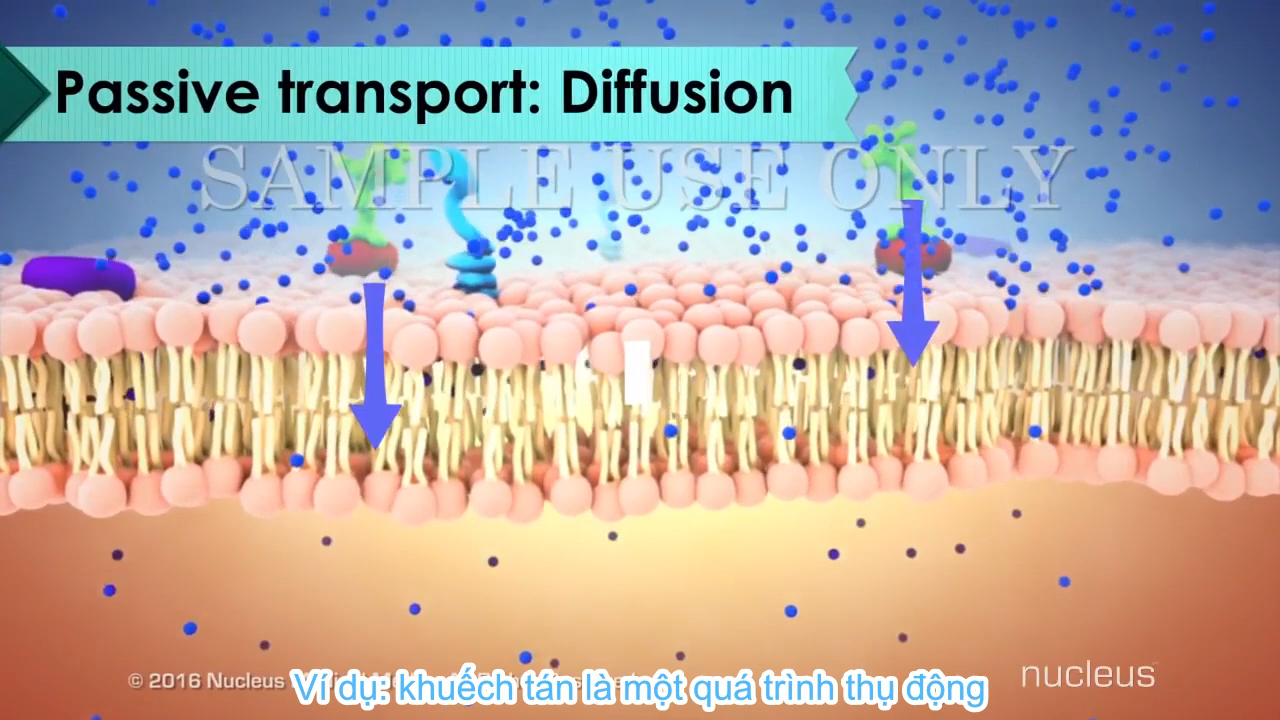 Passive transport: Diffusion
SAMPLE USE ONLY
© 2016 Nucleus
Ví dụ: khuếch tán là một quá trình thụ động
nucleus